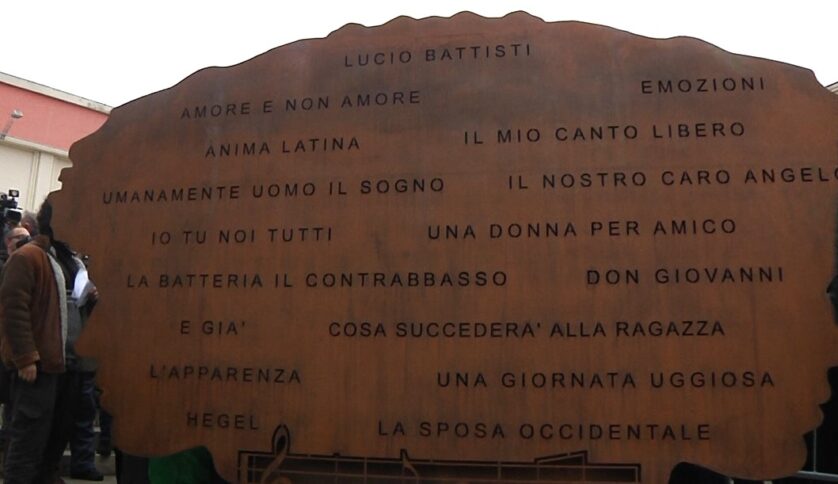 LUCIO BATTISTI
EMOZIONI
AMORE E NON AMORE
IL MIO CANTO LIBERO
ANIMA LATINA
UMANAMENTE UOMO IL SOGNO
IL NOSTRO CARO ANGELO
IO TU NOI TUTTI
UNA DONNA PER AMICO
LA BATTERIA IL CONTRABBASSO
DON GIOVANNI
E GIA'
COSA SUCCEDERA' ALLA RAGAZZA
L'APPARENZA
UNA GIORNATA UGGIOSA
HEGEL
LA SPOSA OCCIDENTALE